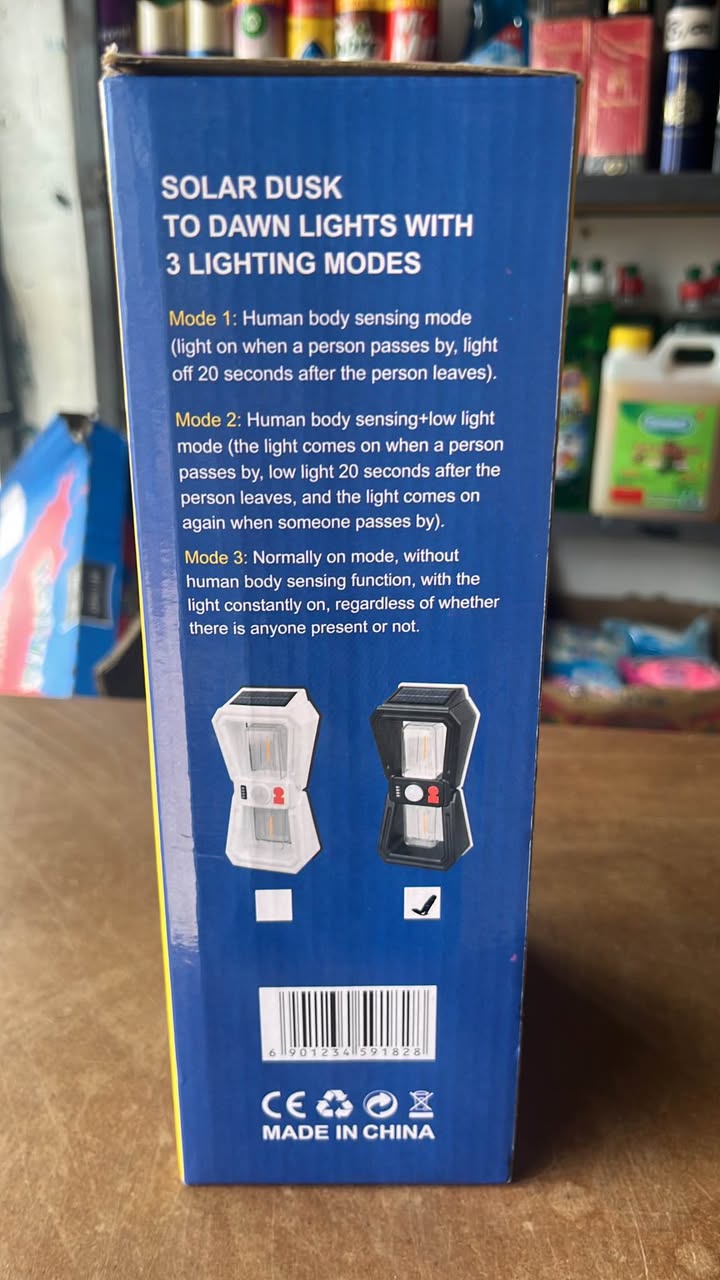 SOLAR DUSK
TO DAWN LIGHTS WITH
3 LIGHTING MODES
Mode 1: Human body sensing mode
(light on when a person passes by, light
off 20 seconds after the person leaves).
Mode 2: Human body sensing+low light
mode (the light comes on when a person
passes by, low light 20 seconds after the
person leaves, and the light comes on
again when someone passes by).
Mode 3: Normally on mode, without
human body sensing function, with the
light constantly on, regardless of whether
there is anyone present or not.
6 901234 591828
CE
MADE IN CHINA